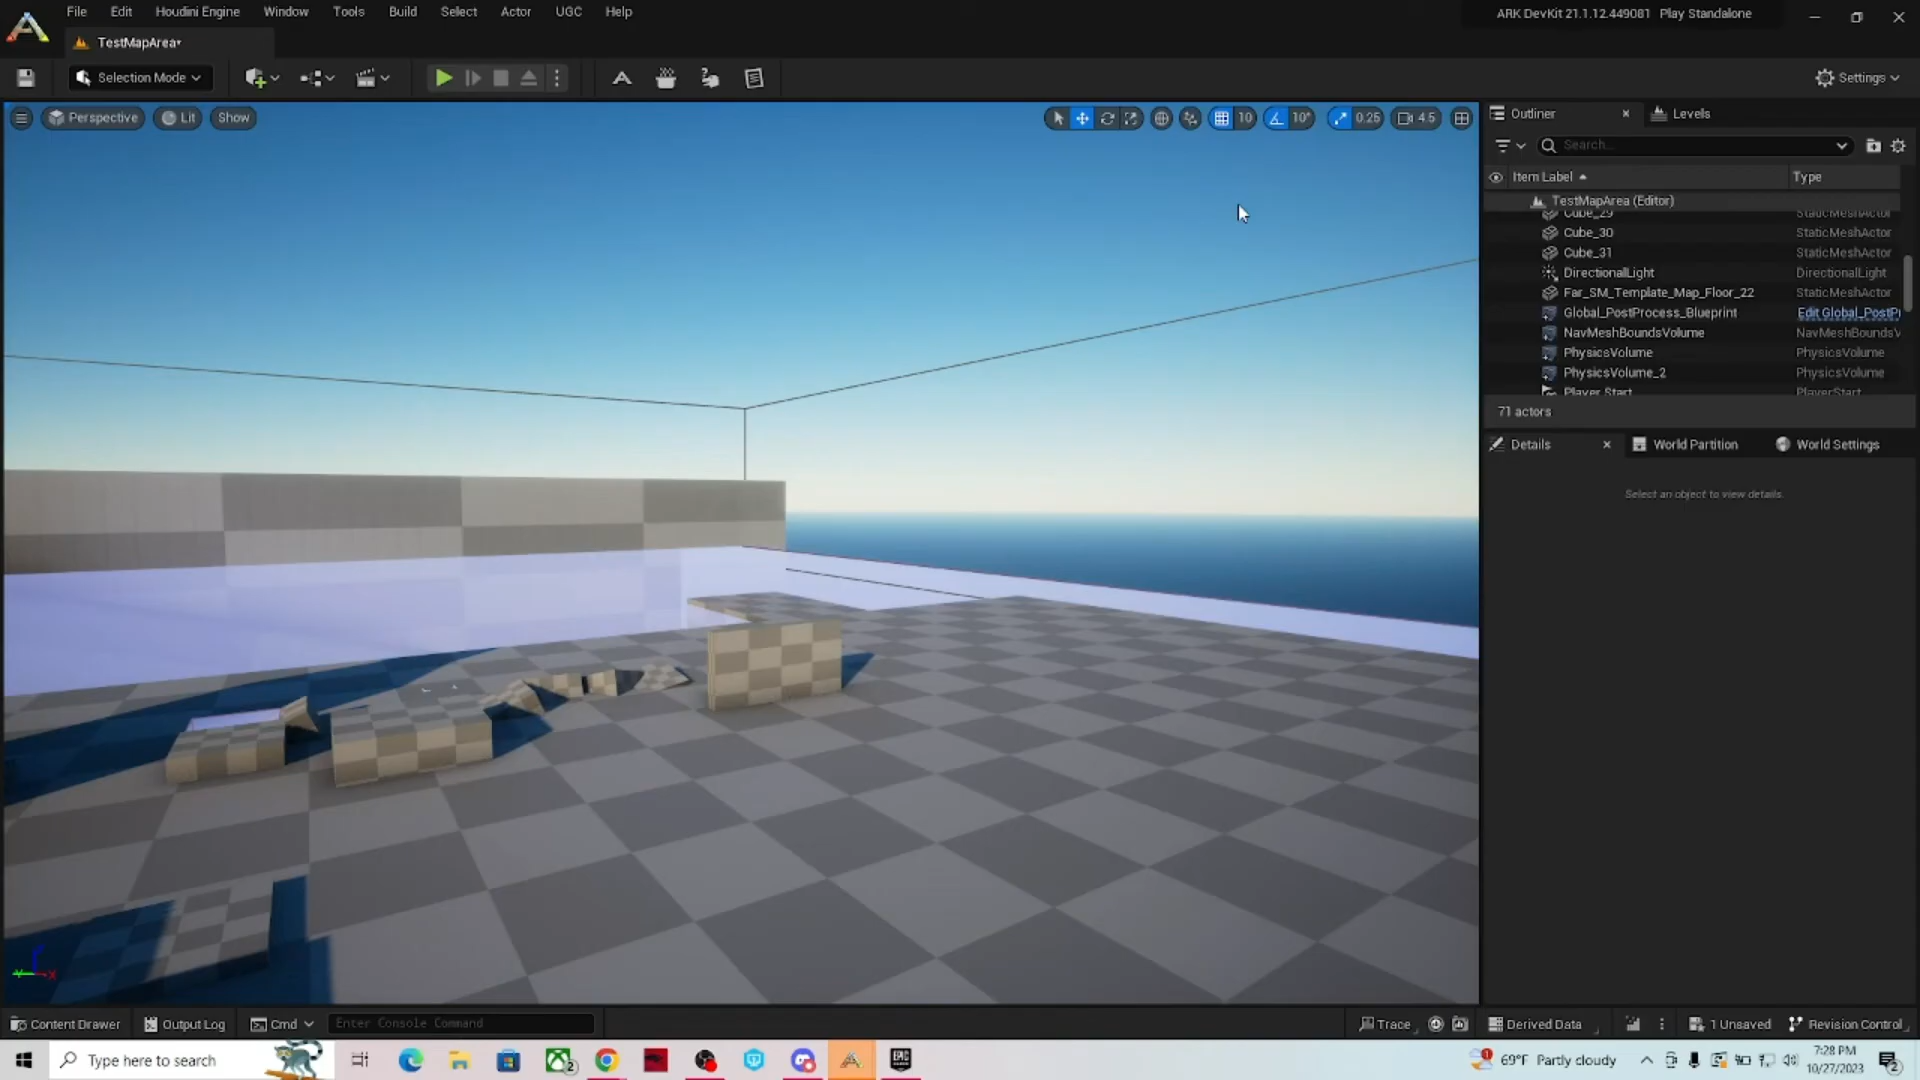 File Edit Houdini Engine Window Tools Build Select Actor UGC Help
ARK DevKit 21.1.12.449081 Play Standalone
TestMapArea*
Selection Mode
Settings
Perspective Lit Show
10 10° 0.25 4.5
Outliner Levels
Search...
Item Label Type
TestMapArea (Editor)
Cube_29 StaticMeshActor
Cube_30 StaticMeshActor
Cube_31 StaticMeshActor
DirectionalLight DirectionalLight
Far_SM_Template_Map_Floor_22 StaticMeshActor
Global_PostProcess_Blueprint Edit Global_PostPr
NavMeshBoundsVolume NavMeshBoundsV
PhysicsVolume PhysicsVolume
PhysicsVolume_2 PhysicsVolume
Player Start PlayerStart
71 actors
Details World Partition World Settings
Select an object to view details.
Content Drawer Output Log Cmd Enter Console Command
Trace Derived Data 1 Unsaved Revision Control
Type here to search
69°F Partly cloudy
7:28 PM
10/27/2023